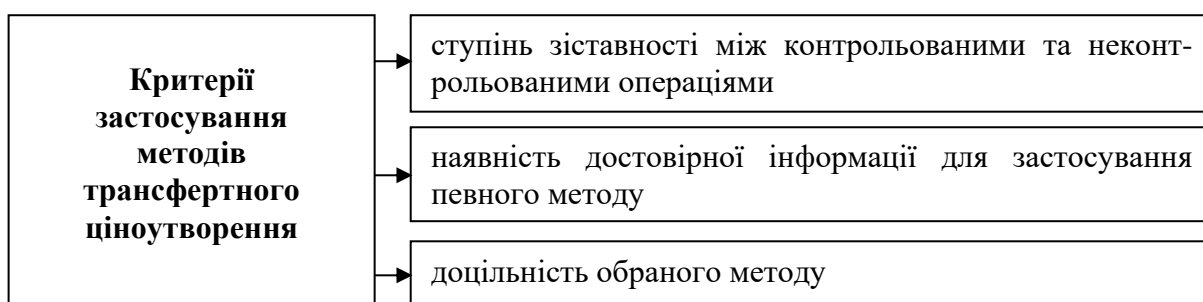 Критерії
застосування
методів
трансфертного
ціноутворення
ступінь зіставності між контрольованими та неконт-
рольованими операціями
наявність достовірної інформації для застосування
певного методу
доцільність обраного методу